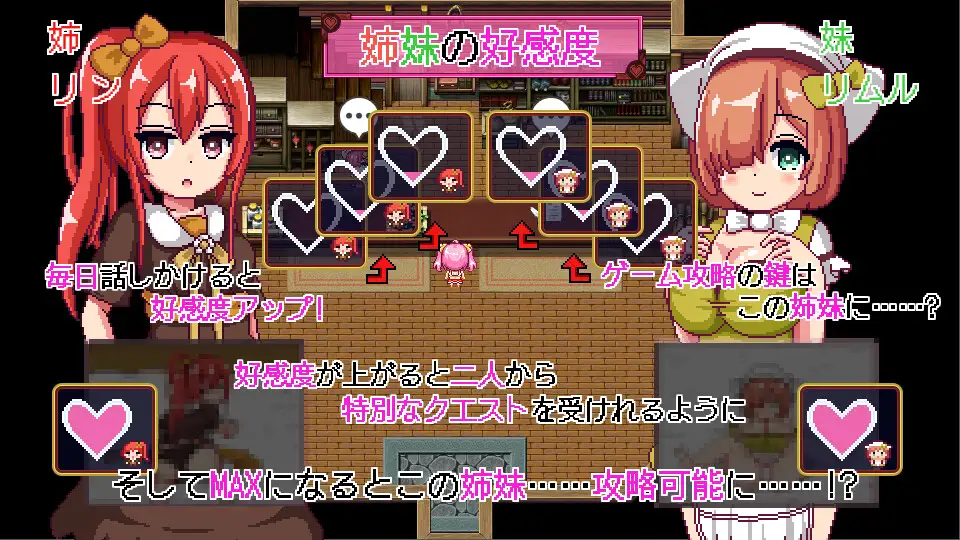 姉妹の好感度
姉
リン
妹
リムル
毎日話しかけると
好感度アップ!
ゲーム攻略の鍵は
この姉妹に……?
好感度が上がると二人から
特別なクエストを受けれるように
そしてMAXになるとこの姉妹……攻略可能に……!?